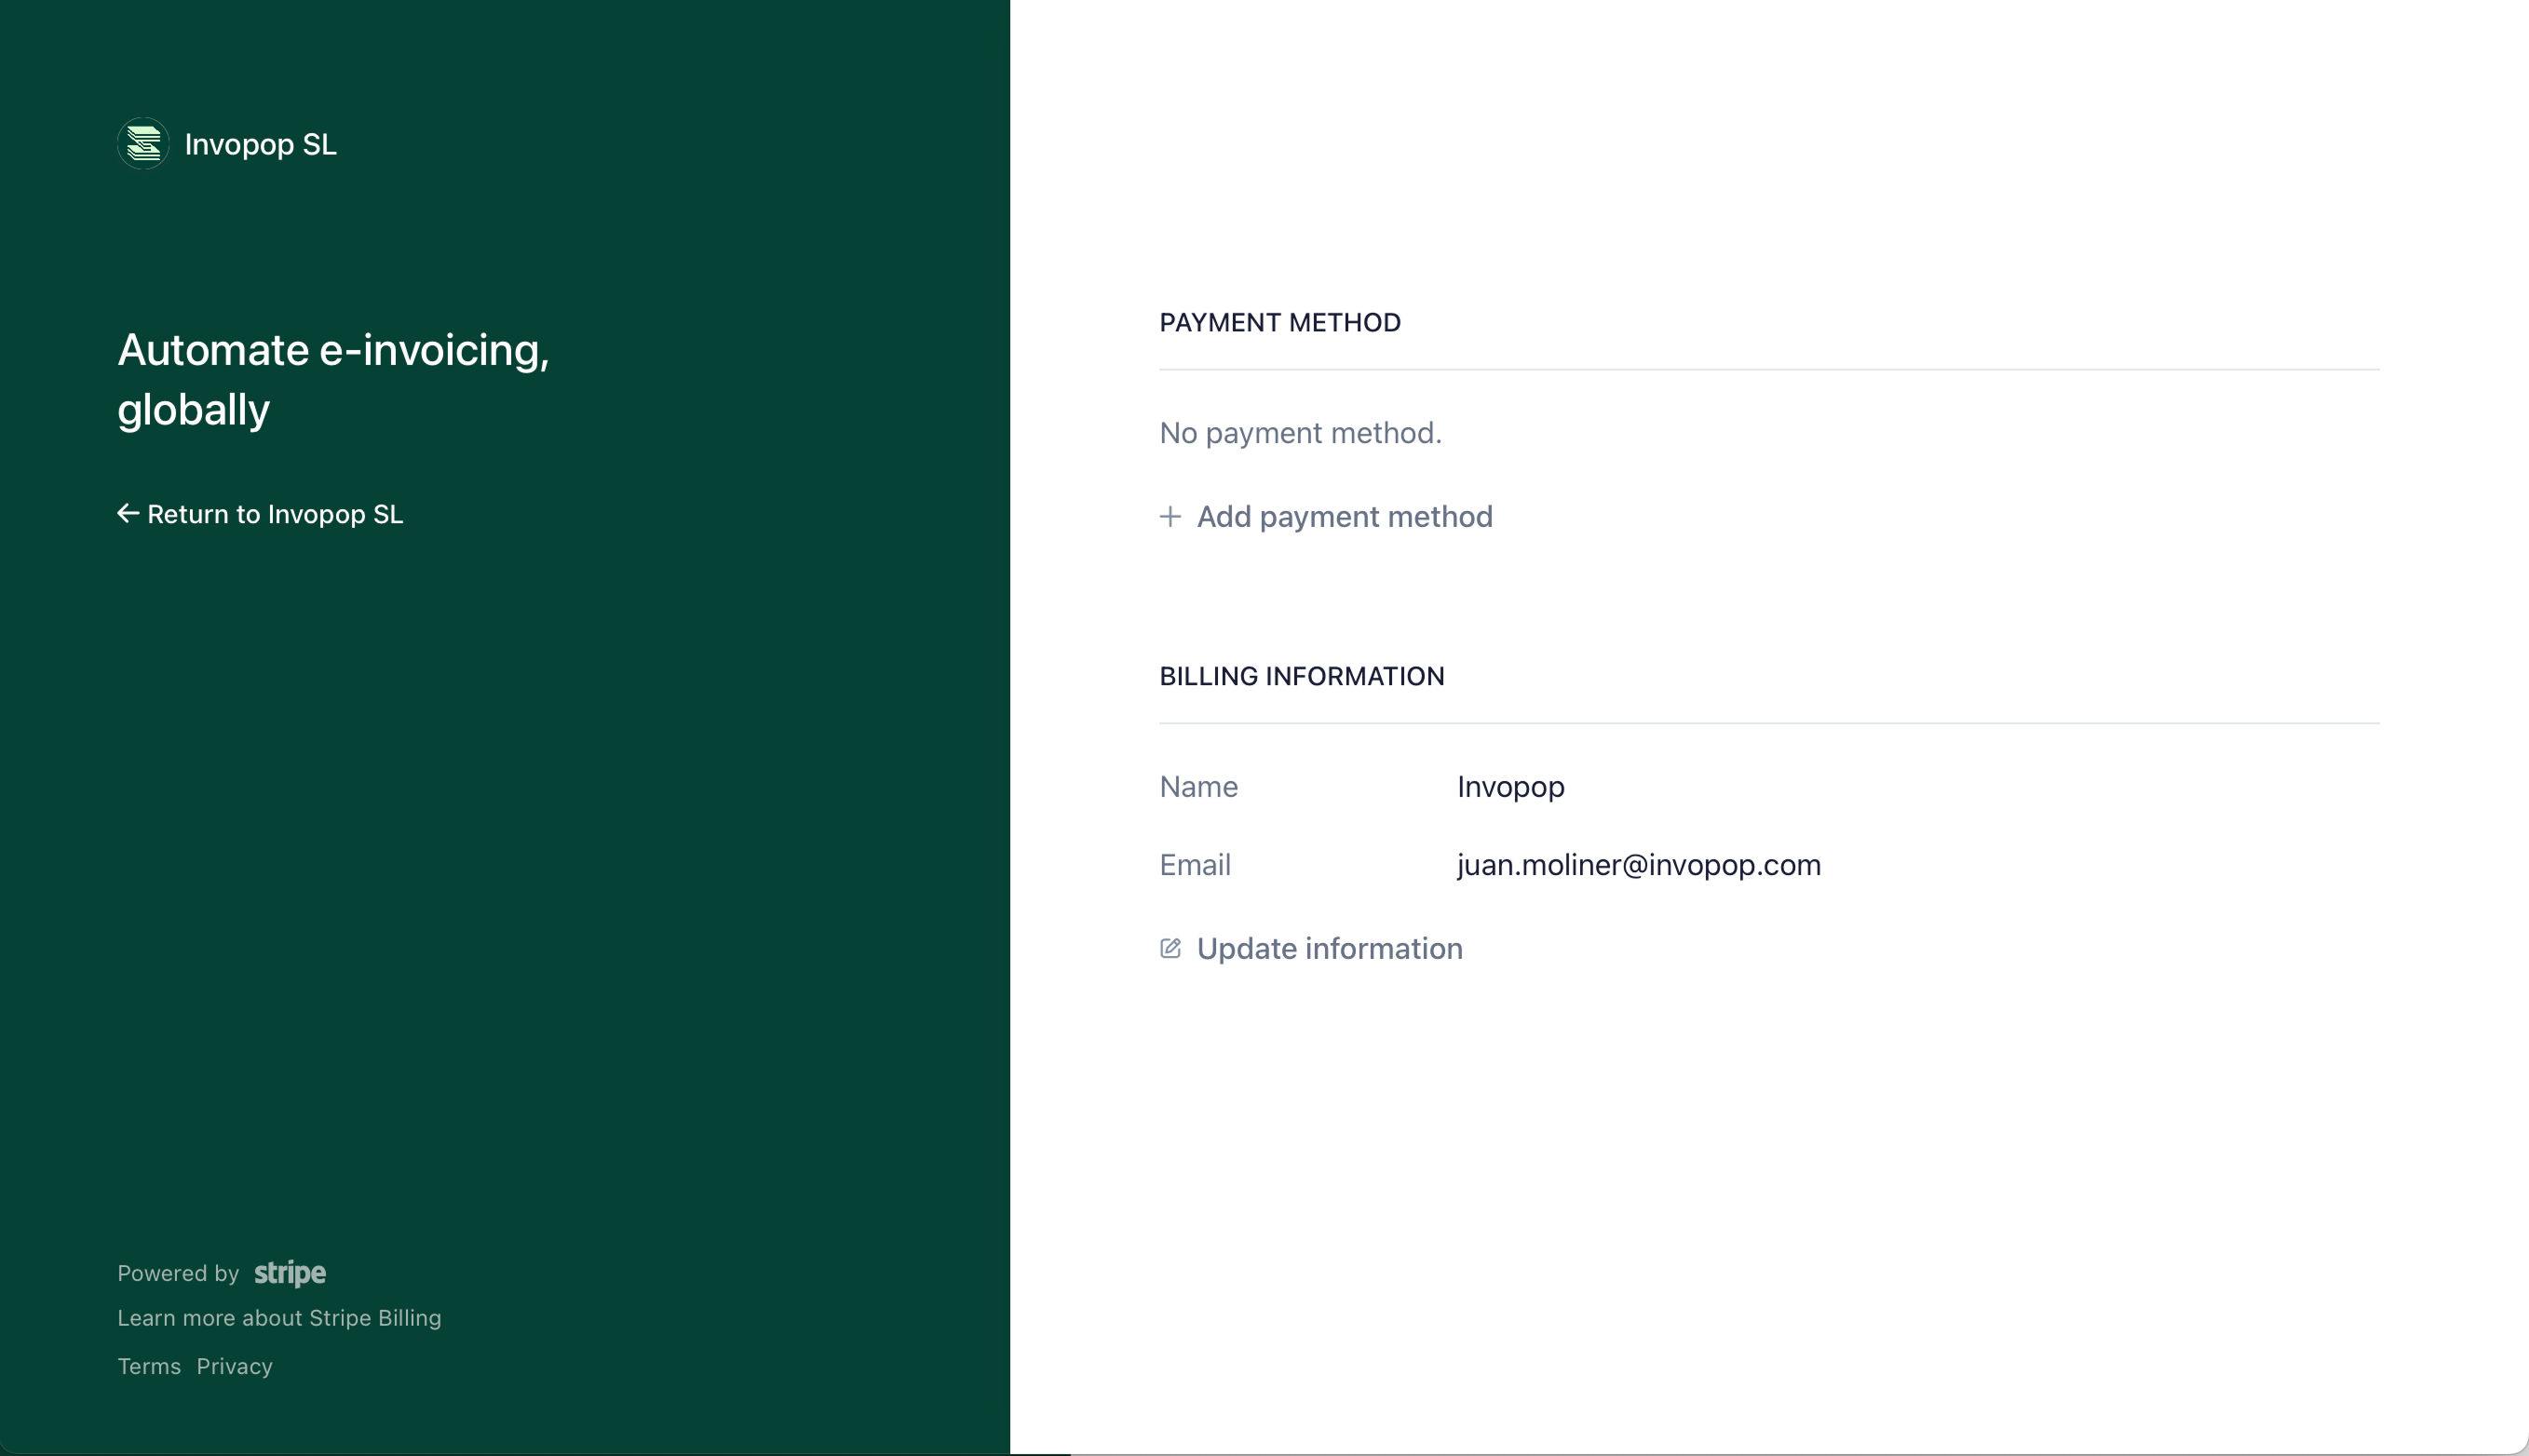 Invopop SL
Automate e-invoicing,
globally
← Return to Invopop SL
Powered by stripe
Learn more about Stripe Billing
Terms Privacy
PAYMENT METHOD
No payment method.
+ Add payment method
BILLING INFORMATION
Name Invopop
Email juan.moliner@invopop.com
Update information